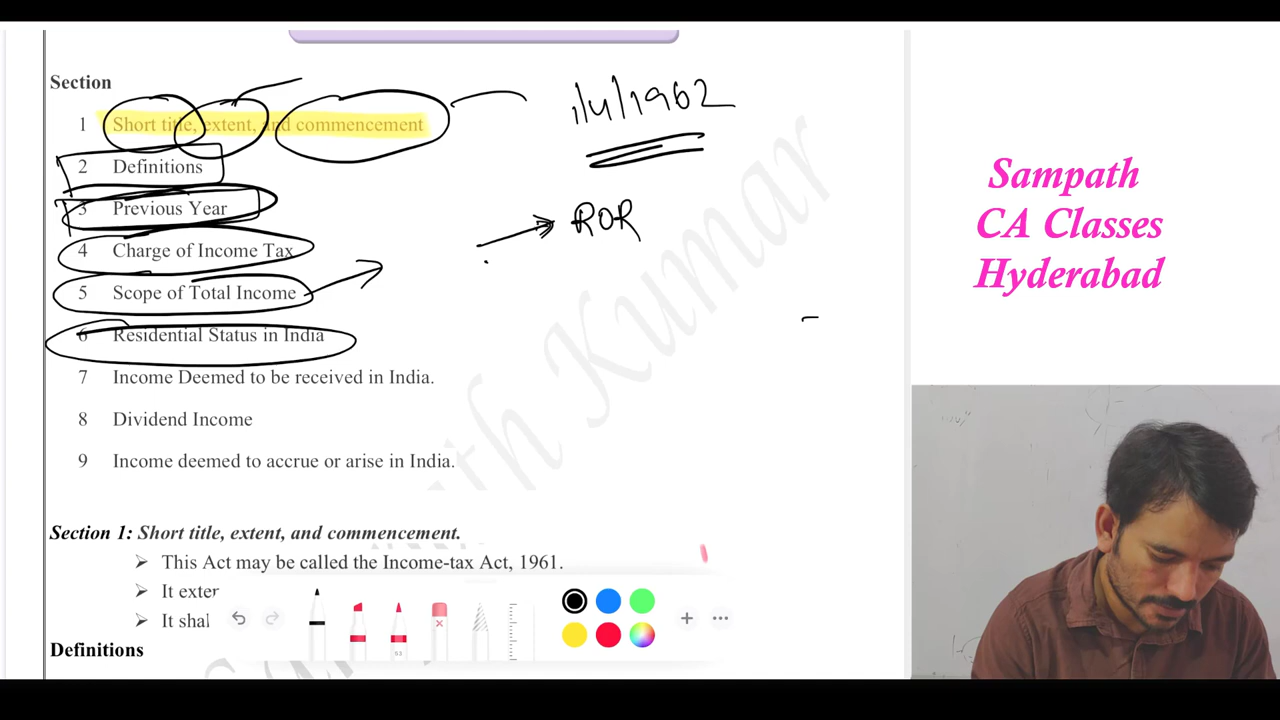 Section
1 Short title, extent, and commencement
1/4/1962
2 Definitions
3 Previous Year
ROR
4 Charge of Income Tax
5 Scope of Total Income
6 Residential Status in India
7 Income Deemed to be received in India.
8 Dividend Income
9 Income deemed to accrue or arise in India.
Section 1: Short title, extent, and commencement.
➢ This Act may be called the Income-tax Act, 1961.
➢ It exter
➢ It shal
Definitions
53
Kumar
Sampath
CA Classes
Hyderabad